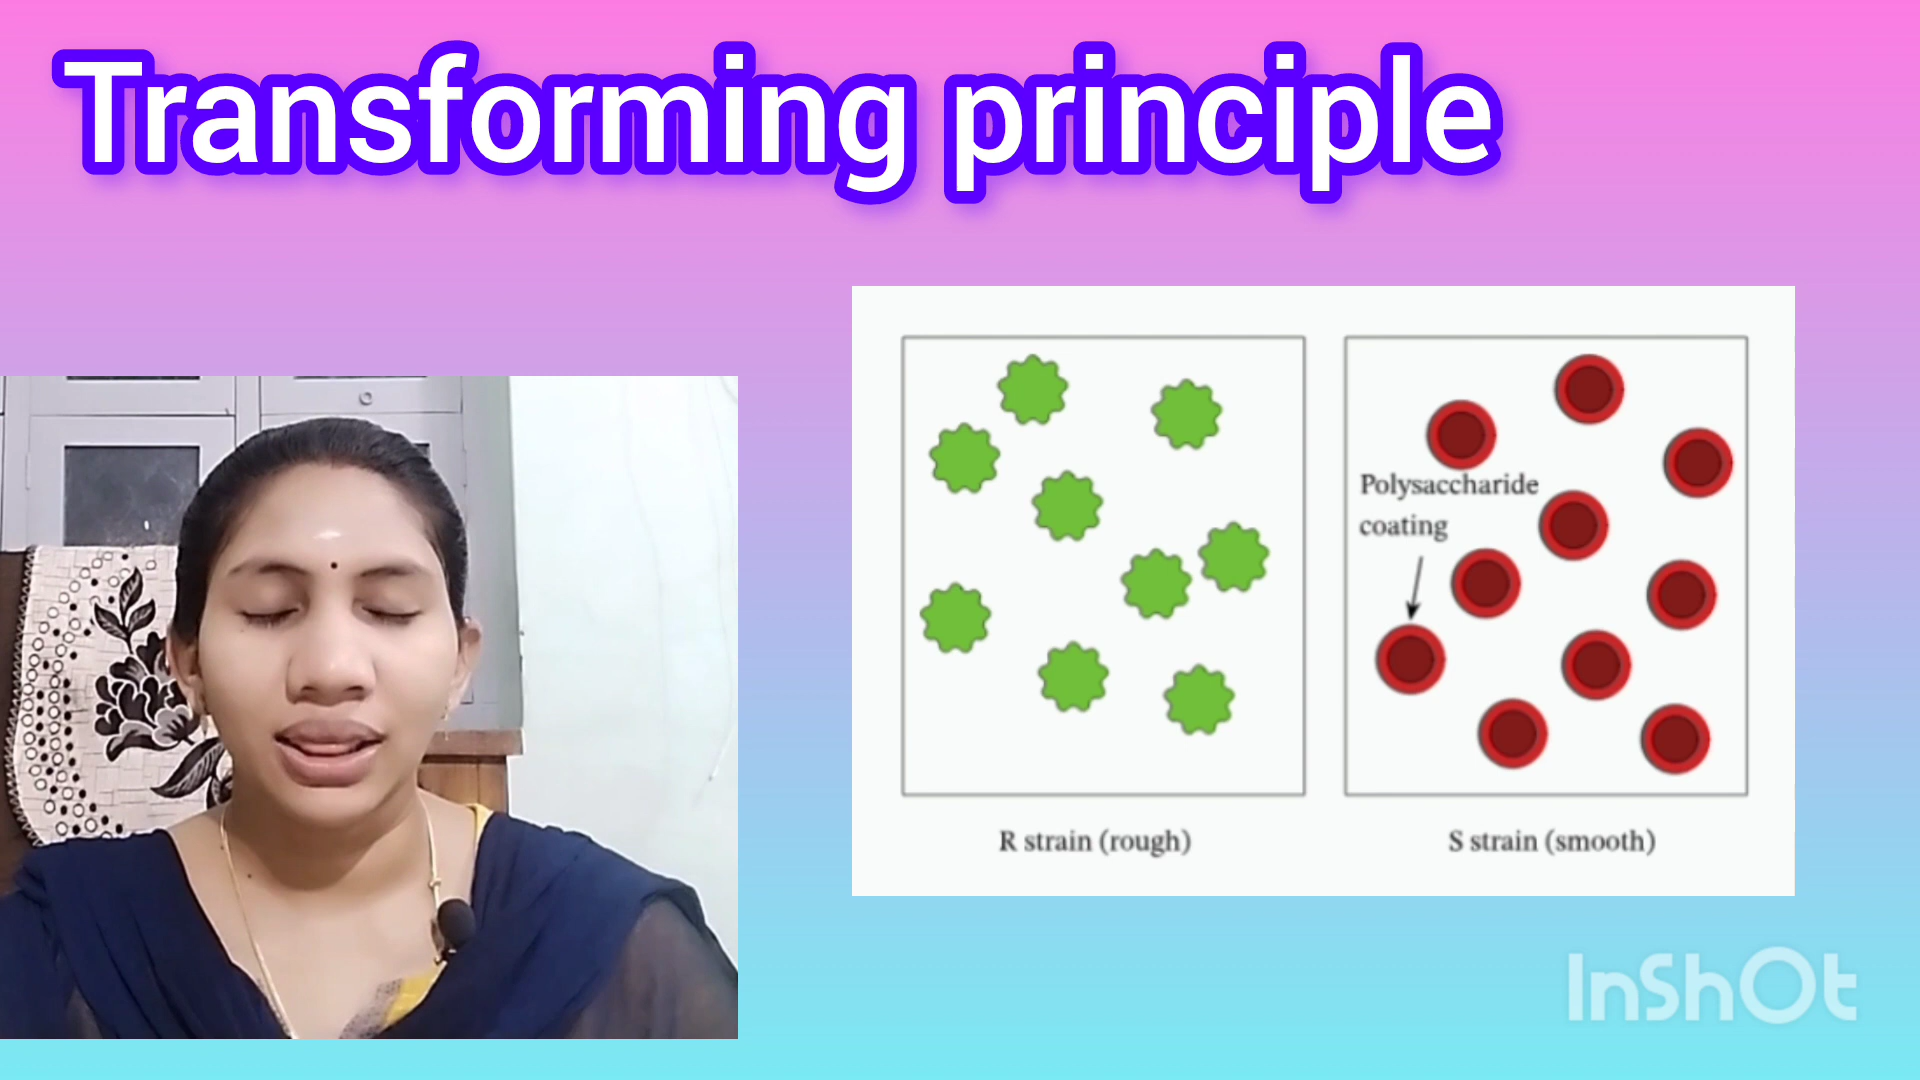 Transforming principle
Polysaccharide
coating
R strain (rough)
S strain (smooth)
InShOt